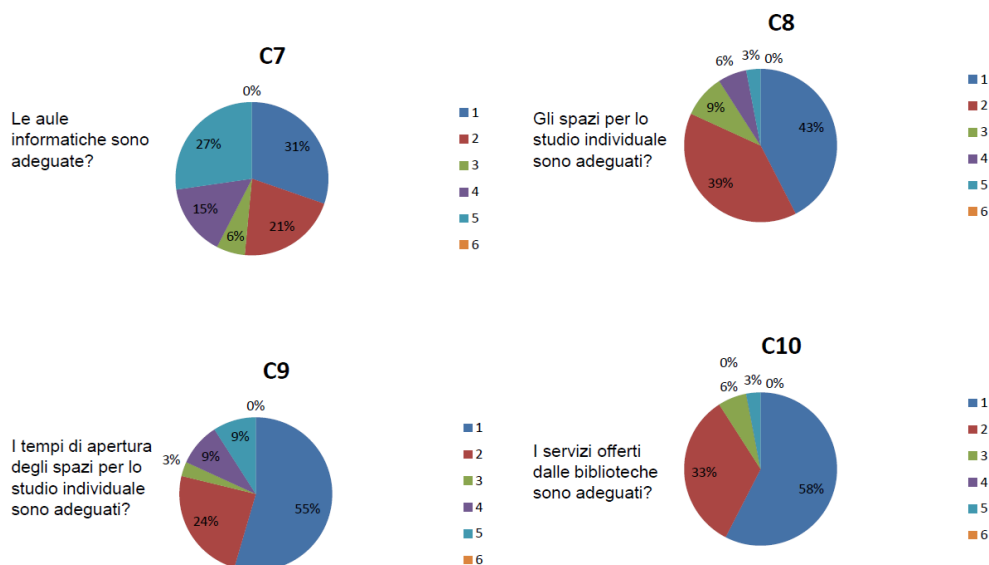 C7
Le aule
informatiche sono
adeguate?
0%
31%
21%
6%
15%
27%
1
2
3
4
5
6
C8
Gli spazi per lo
studio individuale
sono adeguati?
6%
3%
0%
9%
43%
39%
1
2
3
4
5
6
C9
I tempi di apertura
degli spazi per lo
studio individuale
sono adeguati?
0%
9%
9%
3%
24%
55%
1
2
3
4
5
6
C10
I servizi offerti
dalle biblioteche
sono adeguati?
0%
6%
3%
0%
33%
58%
1
2
3
4
5
6